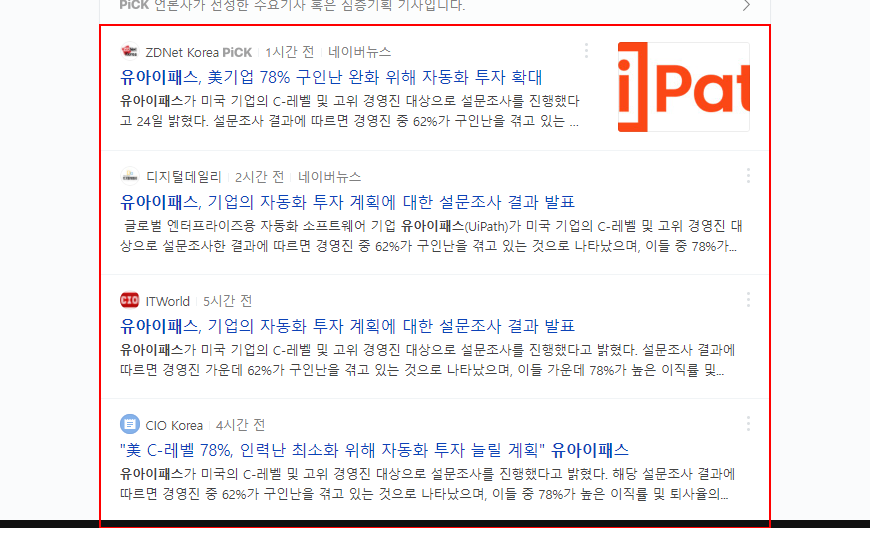 PiCK 언론사가 선정한 주요기사 혹은 심층기획 기사입니다.
ZDNet Korea PiCK 1시간 전 네이버뉴스
유아이패스, 美기업 78% 구인난 완화 위해 자동화 투자 확대
유아이패스가 미국 기업의 C-레벨 및 고위 경영진 대상으로 설문조사를 진행했다
고 24일 밝혔다. 설문조사 결과에 따르면 경영진 중 62%가 구인난을 겪고 있는 ...
i] Pat
디지털데일리 2시간 전 네이버뉴스
유아이패스, 기업의 자동화 투자 계획에 대한 설문조사 결과 발표
글로벌 엔터프라이즈용 자동화 소프트웨어 기업 유아이패스(UiPath)가 미국 기업의 C-레벨 및 고위 경영진 대
상으로 설문조사한 결과에 따르면 경영진 중 62%가 구인난을 겪고 있는 것으로 나타났으며, 이들 중 78%가...
CIO ITWorld 5시간 전
유아이패스, 기업의 자동화 투자 계획에 대한 설문조사 결과 발표
유아이패스가 미국 기업의 C-레벨 및 고위 경영진 대상으로 설문조사를 진행했다고 밝혔다. 설문조사 결과에
따르면 경영진 가운데 62%가 구인난을 겪고 있는 것으로 나타났으며, 이들 가운데 78%가 높은 이직률 및...
CIO Korea 4시간 전
"美 C-레벨 78%, 인력난 최소화 위해 자동화 투자 늘릴 계획" 유아이패스
유아이패스가 미국의 C-레벨 및 고위 경영진 대상으로 설문조사를 진행했다고 밝혔다. 해당 설문조사 결과에
따르면 경영진 중 62%가 구인난을 겪고 있는 것으로 나타났으며, 이들 중 78%가 높은 이직률 및 퇴사율의...